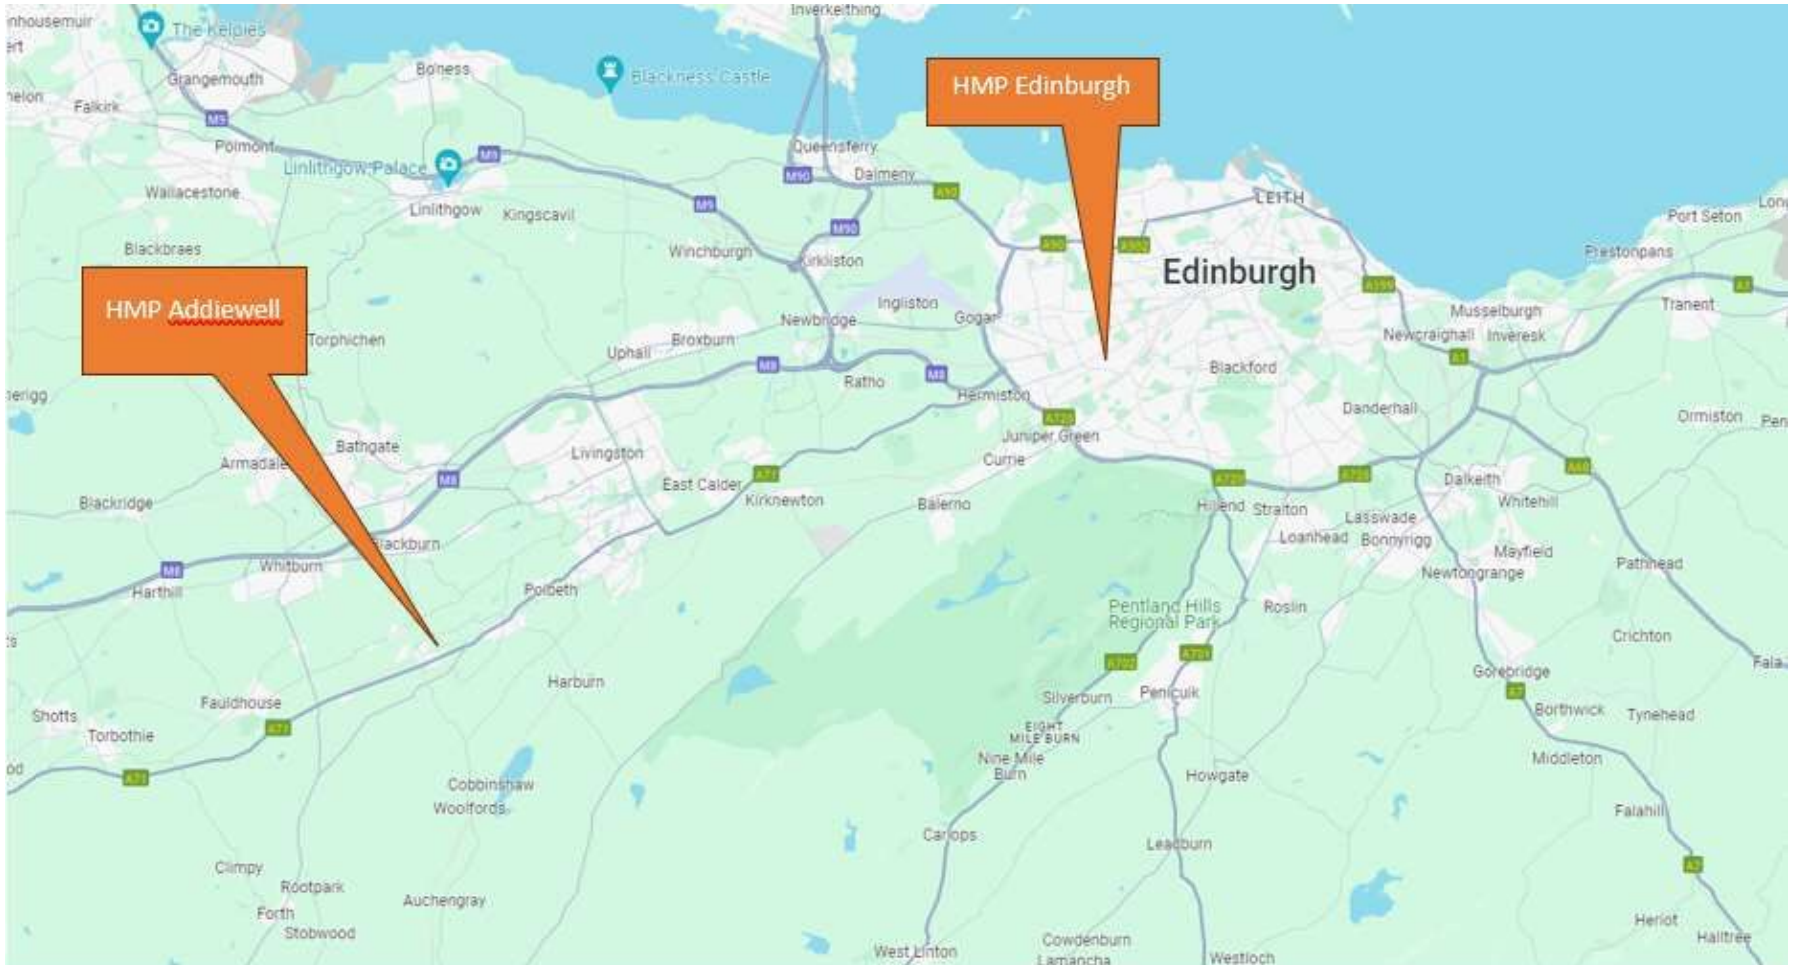 Inverkeithing
nhousemuir
The Kelpies
ert
Grangemouth
Bo'ness
Blackness Castle
HMP Edinburgh
Falkirk
M9
Polmont
Queensferry
Linlithgow Palace
M9
M90
Dalmeny
A90
Wallacestone
Linlithgow
Kingscavil
M9
LEITH
Port Seton
M90
A90
A902
Blackbraes
Winchburgh
Kirkliston
Edinburgh
Prestonpans
HMP Addiewell
Ingliston
A199
A1
Newbridge
Gogar
Musselburgh
Tranent
Torphichen
Broxburn
Uphall
Newcraighall
Inveresk
A1
M8
M8
Ratho
Blackford
Hermiston
Danderhall
A720
Ormiston
Pen
Juniper Green
Bathgate
Livingston
Armadale
Currie
M8
A71
East Calder
Kirknewton
A720
A720
A68
Dalkeith
Whitehill
Blackridge
Balerno
Hillend
Straiton
Lasswade
Loanhead
Bonnyrigg
Blackburn
Mayfield
Whitburn
M8
Harthill
Polbeth
Newtongrange
Pathhead
Pentland Hills
Regional Park
Roslin
Crichton
A702
A701
Fala
Harburn
Gorebridge
Silverburn
Penicuik
A7
Fauldhouse
Shotts
Torbothie
A71
EIGHT
MILE BURN
Borthwick
Tynehead
Nine Mile
Burn
Middleton
A71
Howgate
Cobbinshaw
Woolfords
Falahill
Carlops
Leadburn
Climpy
A7
Rootpark
Auchengray
Forth
Stobwood
Heriot
Halltree
West Linton
Cowdenburn
Lamancha
Westloch